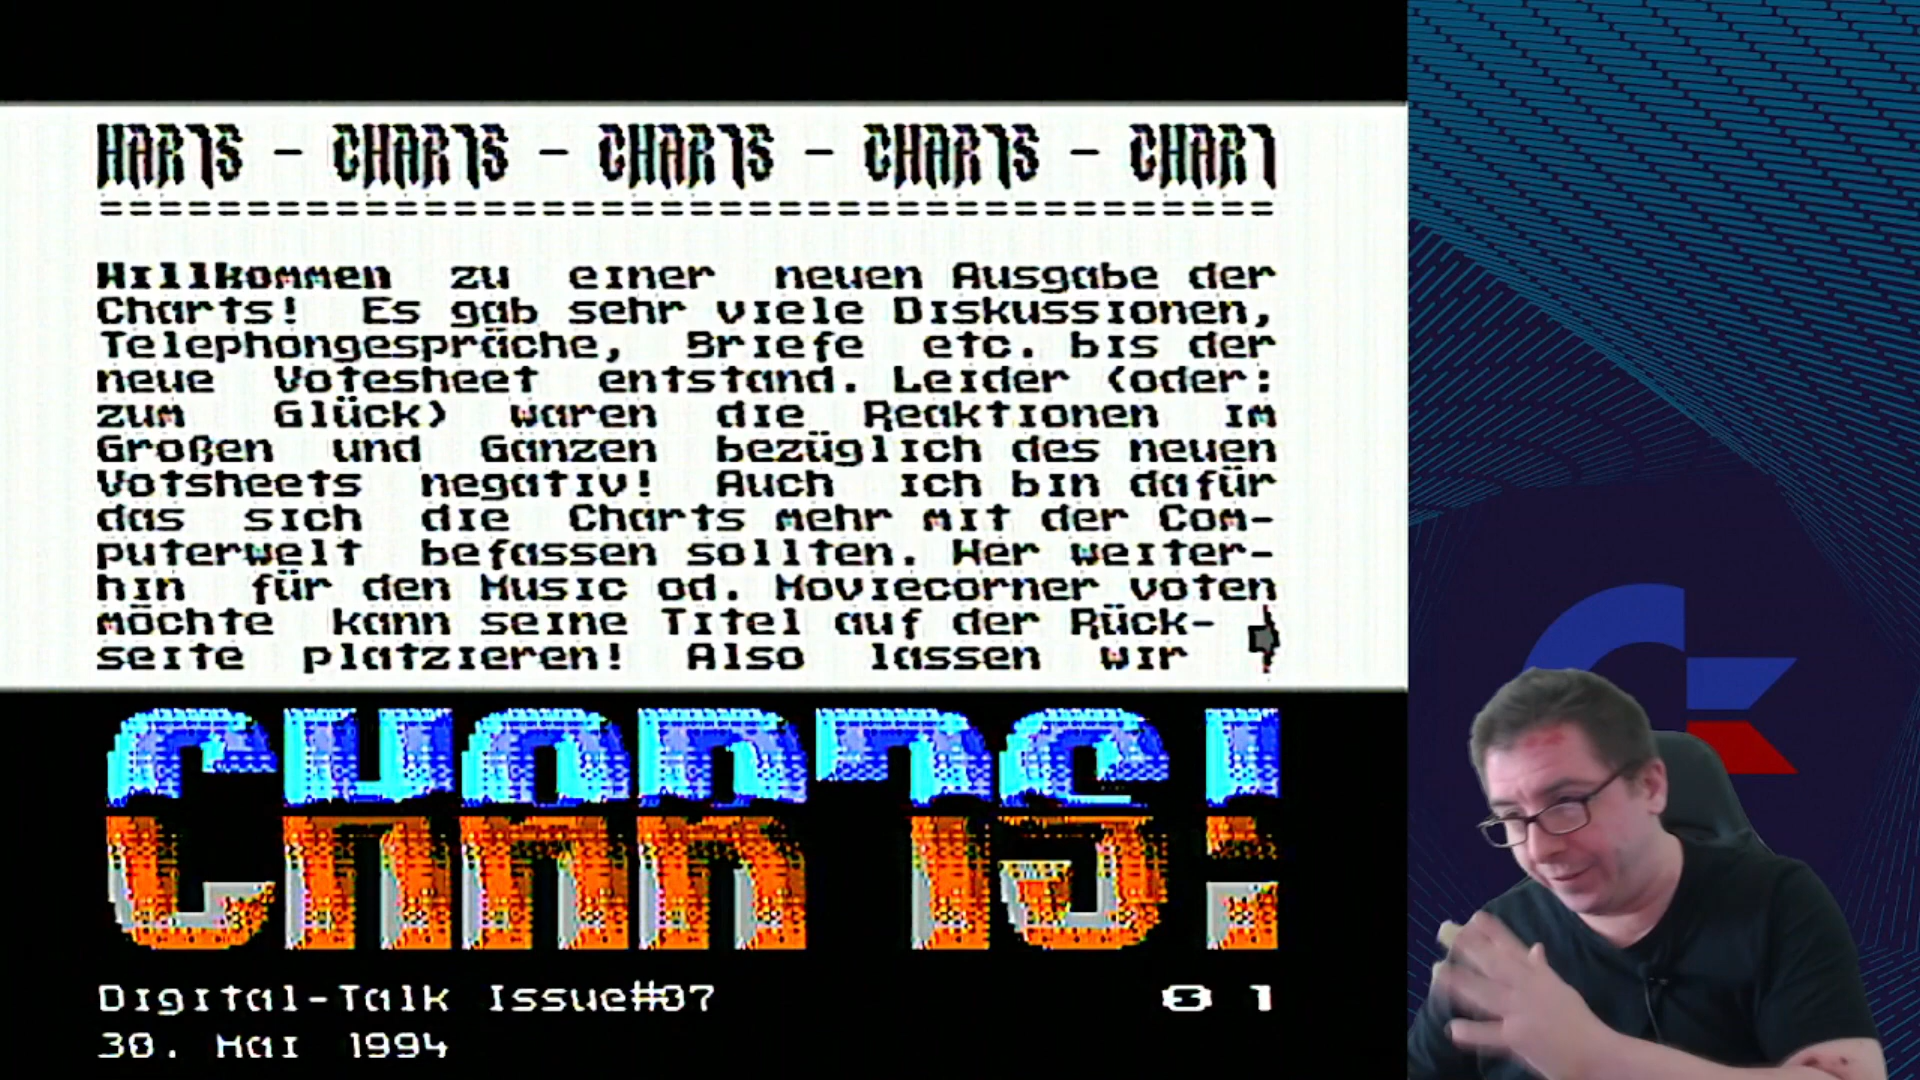 HARTS - CHARTS - CHARTS - CHARTS - CHART
========================================
Willkommen zu einer neuen Ausgabe der
Charts! Es gab sehr viele Diskussionen,
Telephongespräche, Briefe etc. bis der
neue Votesheet entstand. Leider (oder:
zum Glück) waren die Reaktionen im
Großen und Ganzen bezüglich des neuen
Votsheets negativ! Auch ich bin dafür
das sich die Charts mehr mit der Com-
puterwelt befassen sollten. Wer weiter-
hin für den Music od. Moviecorner voten
möchte kann seine Titel auf der Rück-
seite platzieren! Also lassen wir
CHARTS!
Digital-Talk Issue#07
30. Mai 1994
1